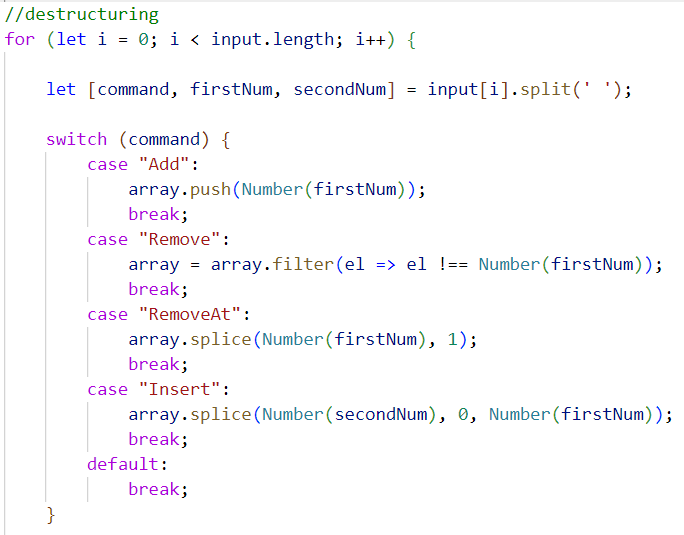 //destructuring
for (let i = 0; i < input.length; i++) {
let [command, firstNum, secondNum] = input[i].split(' ');
switch (command) {
case "Add":
array.push(Number(firstNum));
break;
case "Remove":
array = array.filter(el => el !== Number(firstNum));
break;
case "RemoveAt":
array.splice(Number(firstNum), 1);
break;
case "Insert":
array.splice(Number(secondNum), 0, Number(firstNum));
break;
default:
break;
}